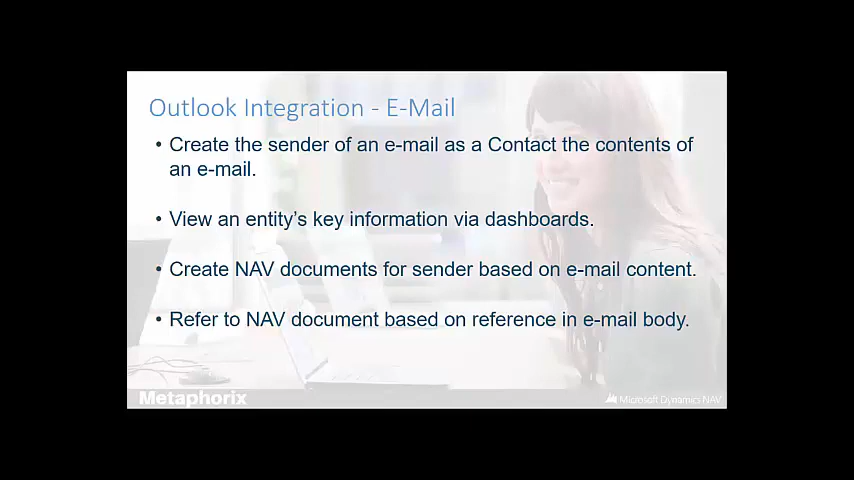 Outlook Integration - E-Mail
• Create the sender of an e-mail as a Contact the contents of
an e-mail.
• View an entity's key information via dashboards.
• Create NAV documents for sender based on e-mail content.
• Refer to NAV document based on reference in e-mail body.
Metaphorix
Microsoft Dynamics NAV